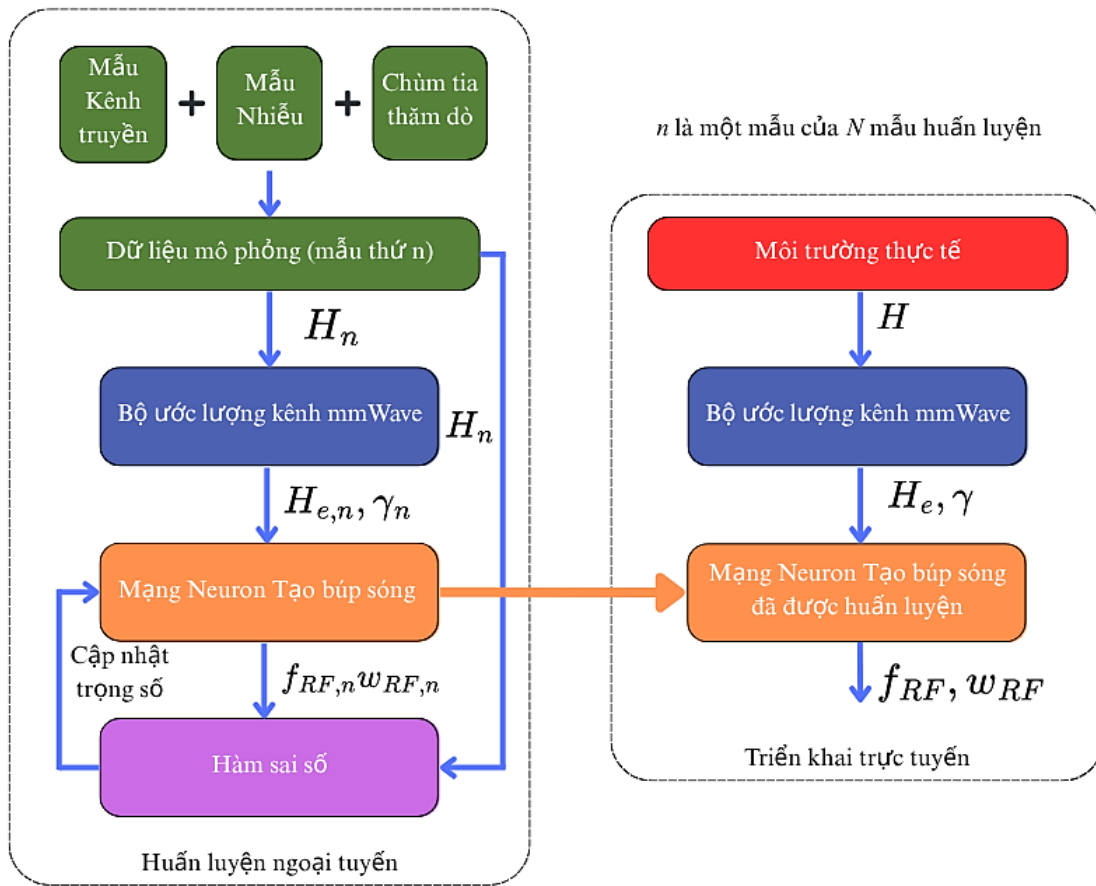 Mẫu
Kênh
truyền
+
Mẫu
Nhiễu
+
Chùm tia
thăm dò
Dữ liệu mô phỏng (mẫu thứ n)
H_n
H_n
Bộ ước lượng kênh mmWave
H_{e,n}, γ_n
Mạng Neuron Tạo búp sóng
Cập nhật
trọng số
f_{RF,n} w_{RF,n}
Hàm sai số
Huấn luyện ngoại tuyến
n là một mẫu của N mẫu huấn luyện
Môi trường thực tế
H
Bộ ước lượng kênh mmWave
H_e, γ
Mạng Neuron Tạo búp sóng
đã được huấn luyện
f_{RF}, w_{RF}
Triển khai trực tuyến